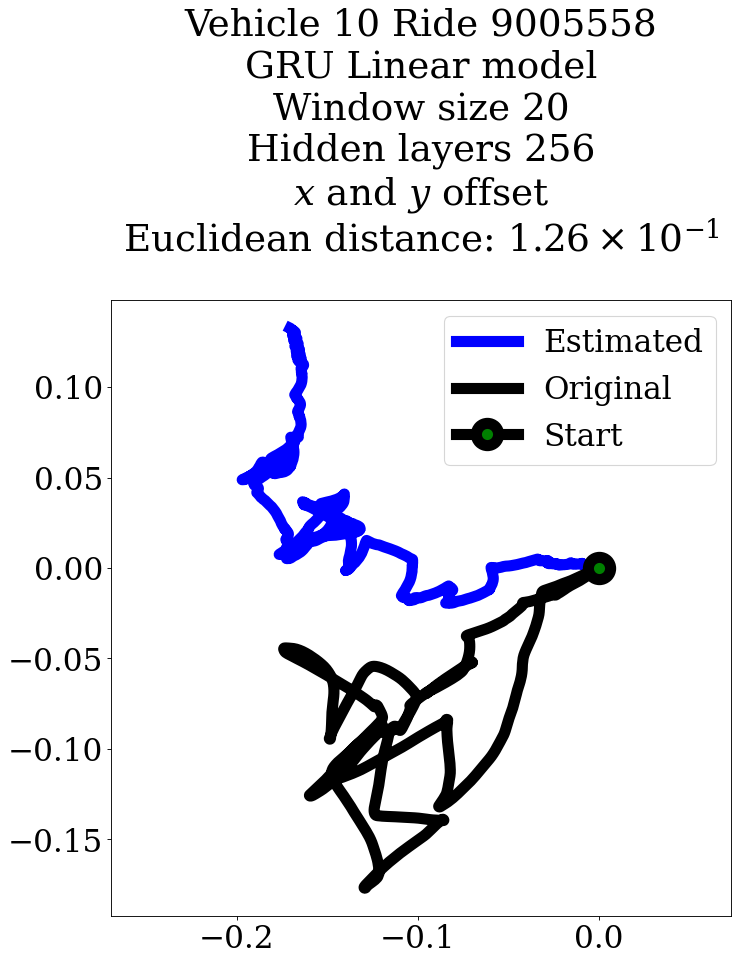 Vehicle 10 Ride 9005558
GRU Linear model
Window size 20
Hidden layers 256
x and y offset
Euclidean distance: 1.26 × 10⁻¹
Estimated
Original
Start
0.10
0.05
0.00
−0.05
−0.10
−0.15
−0.2
−0.1
0.0